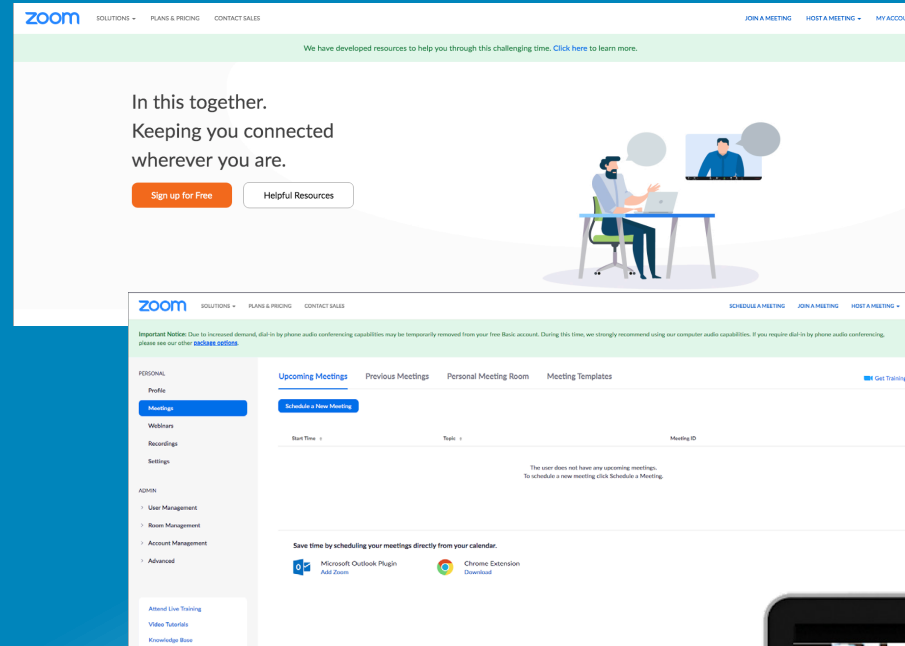 zoom
SOLUTIONS PLANS & PRICING CONTACT SALES JOIN A MEETING HOST A MEETING
We have developed resources to help you through this challenging time. Click here to learn more.
In this together.
Keeping you connected
wherever you are.
Sign up for Free Helpful Resources
zoom
SOLUTIONS PLANS & PRICING CONTACT SALES SCHEDULE A MEETING JOIN A MEETING HOST A MEETING
Important Notice: Due to increased demand, dial-in by phone audio conferencing capabilities may be temporarily removed from your free Basic account. During this time, we strongly recommend using our computer audio capabilities. If you require dial-in by phone audio conferencing,
please see our other package options.
PERSONAL
Profile
Meetings
Webinars
Recordings
Settings
ADMIN
User Management
Room Management
Account Management
Advanced
Attend Live Training
Video Tutorials
Knowledge Base
Upcoming Meetings Previous Meetings Personal Meeting Room Meeting Templates Get Training
Schedule a New Meeting
Start Time Topic Meeting ID
The user does not have any upcoming meetings.
To schedule a new meeting click Schedule a Meeting.
Save time by scheduling your meetings directly from your calendar.
Microsoft Outlook Plugin Chrome Extension
Add Zoom Download